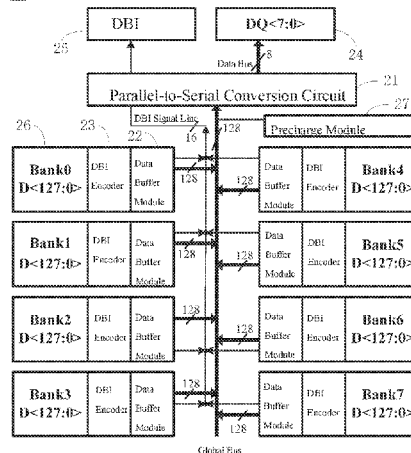 25
DBI
DQ<7:0>
24
Data Bus
8
21
Parallel-to-Serial Conversion Circuit
27
DBI Signal Line
16
128
Precharge Module
26
23
22
Bank0
D<127:0>
DBI
Encoder
Data
Buffer
Module
128
128
Data
Buffer
Module
DBI
Encoder
Bank4
D<127:0>
Bank1
D<127:0>
DBI
Encoder
Data
Buffer
Module
128
128
Data
Buffer
Module
DBI
Encoder
Bank5
D<127:0>
Bank2
D<127:0>
DBI
Encoder
Data
Buffer
Module
128
128
Data
Buffer
Module
DBI
Encoder
Bank6
D<127:0>
Bank3
D<127:0>
DBI
Encoder
Data
Buffer
Module
128
128
Data
Buffer
Module
DBI
Encoder
Bank7
D<127:0>
Global Bus